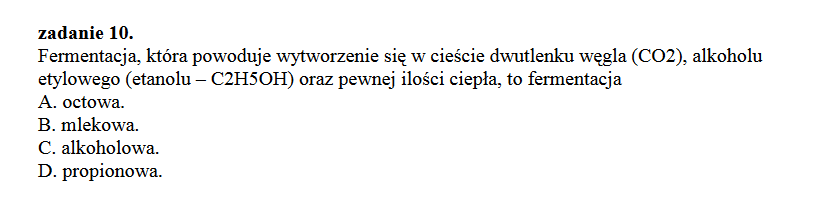 zadanie 10.
Fermentacja, która powoduje wytworzenie się w cieście dwutlenku węgla (CO2), alkoholu
etylowego (etanolu – C2H5OH) oraz pewnej ilości ciepła, to fermentacja
A. octowa.
B. mlekowa.
C. alkoholowa.
D. propionowa.